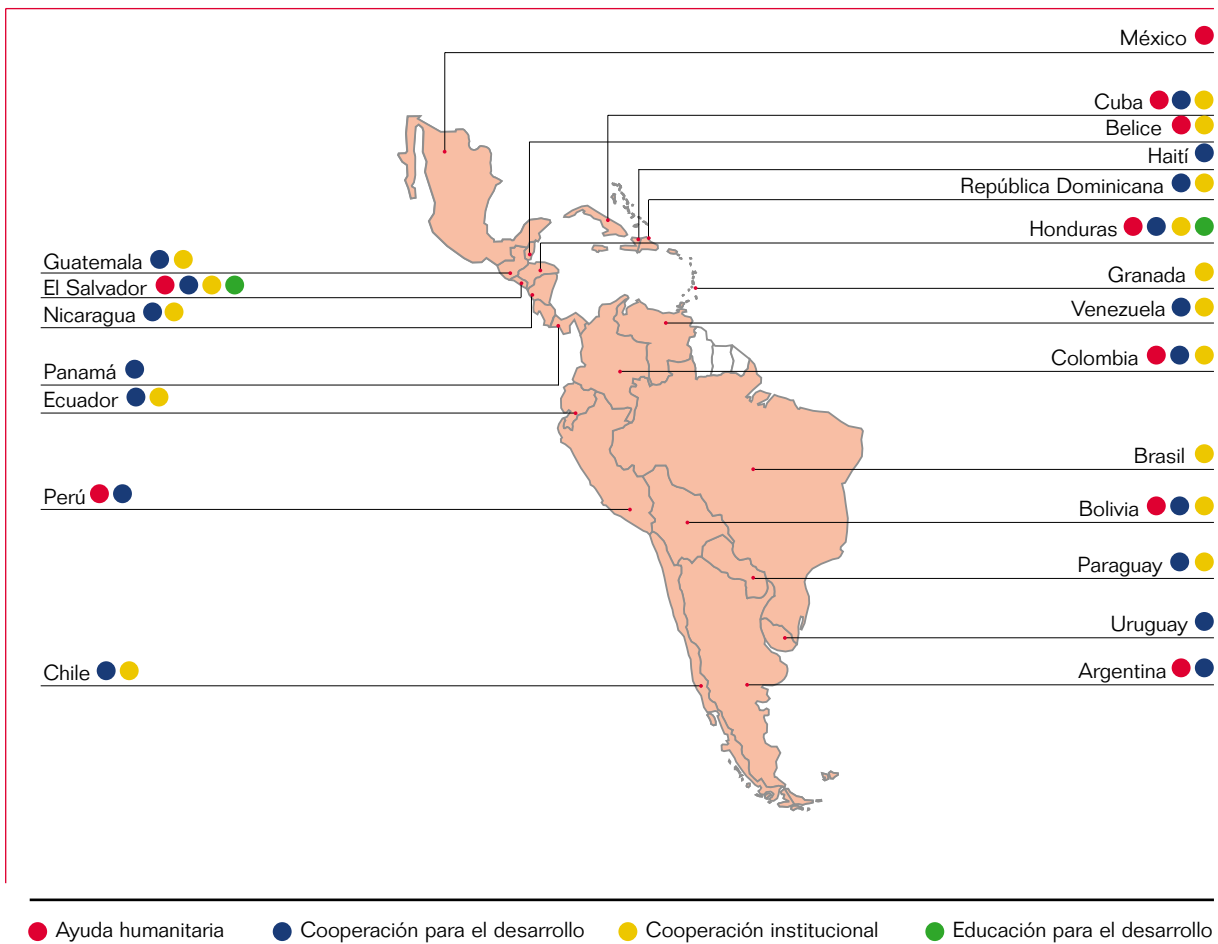 México
Cuba
Belice
Haití
República Dominicana
Honduras
Guatemala
El Salvador
Granada
Nicaragua
Venezuela
Colombia
Panamá
Ecuador
Brasil
Perú
Bolivia
Paraguay
Uruguay
Chile
Argentina
Ayuda humanitaria
Cooperación para el desarrollo
Cooperación institucional
Educación para el desarrollo